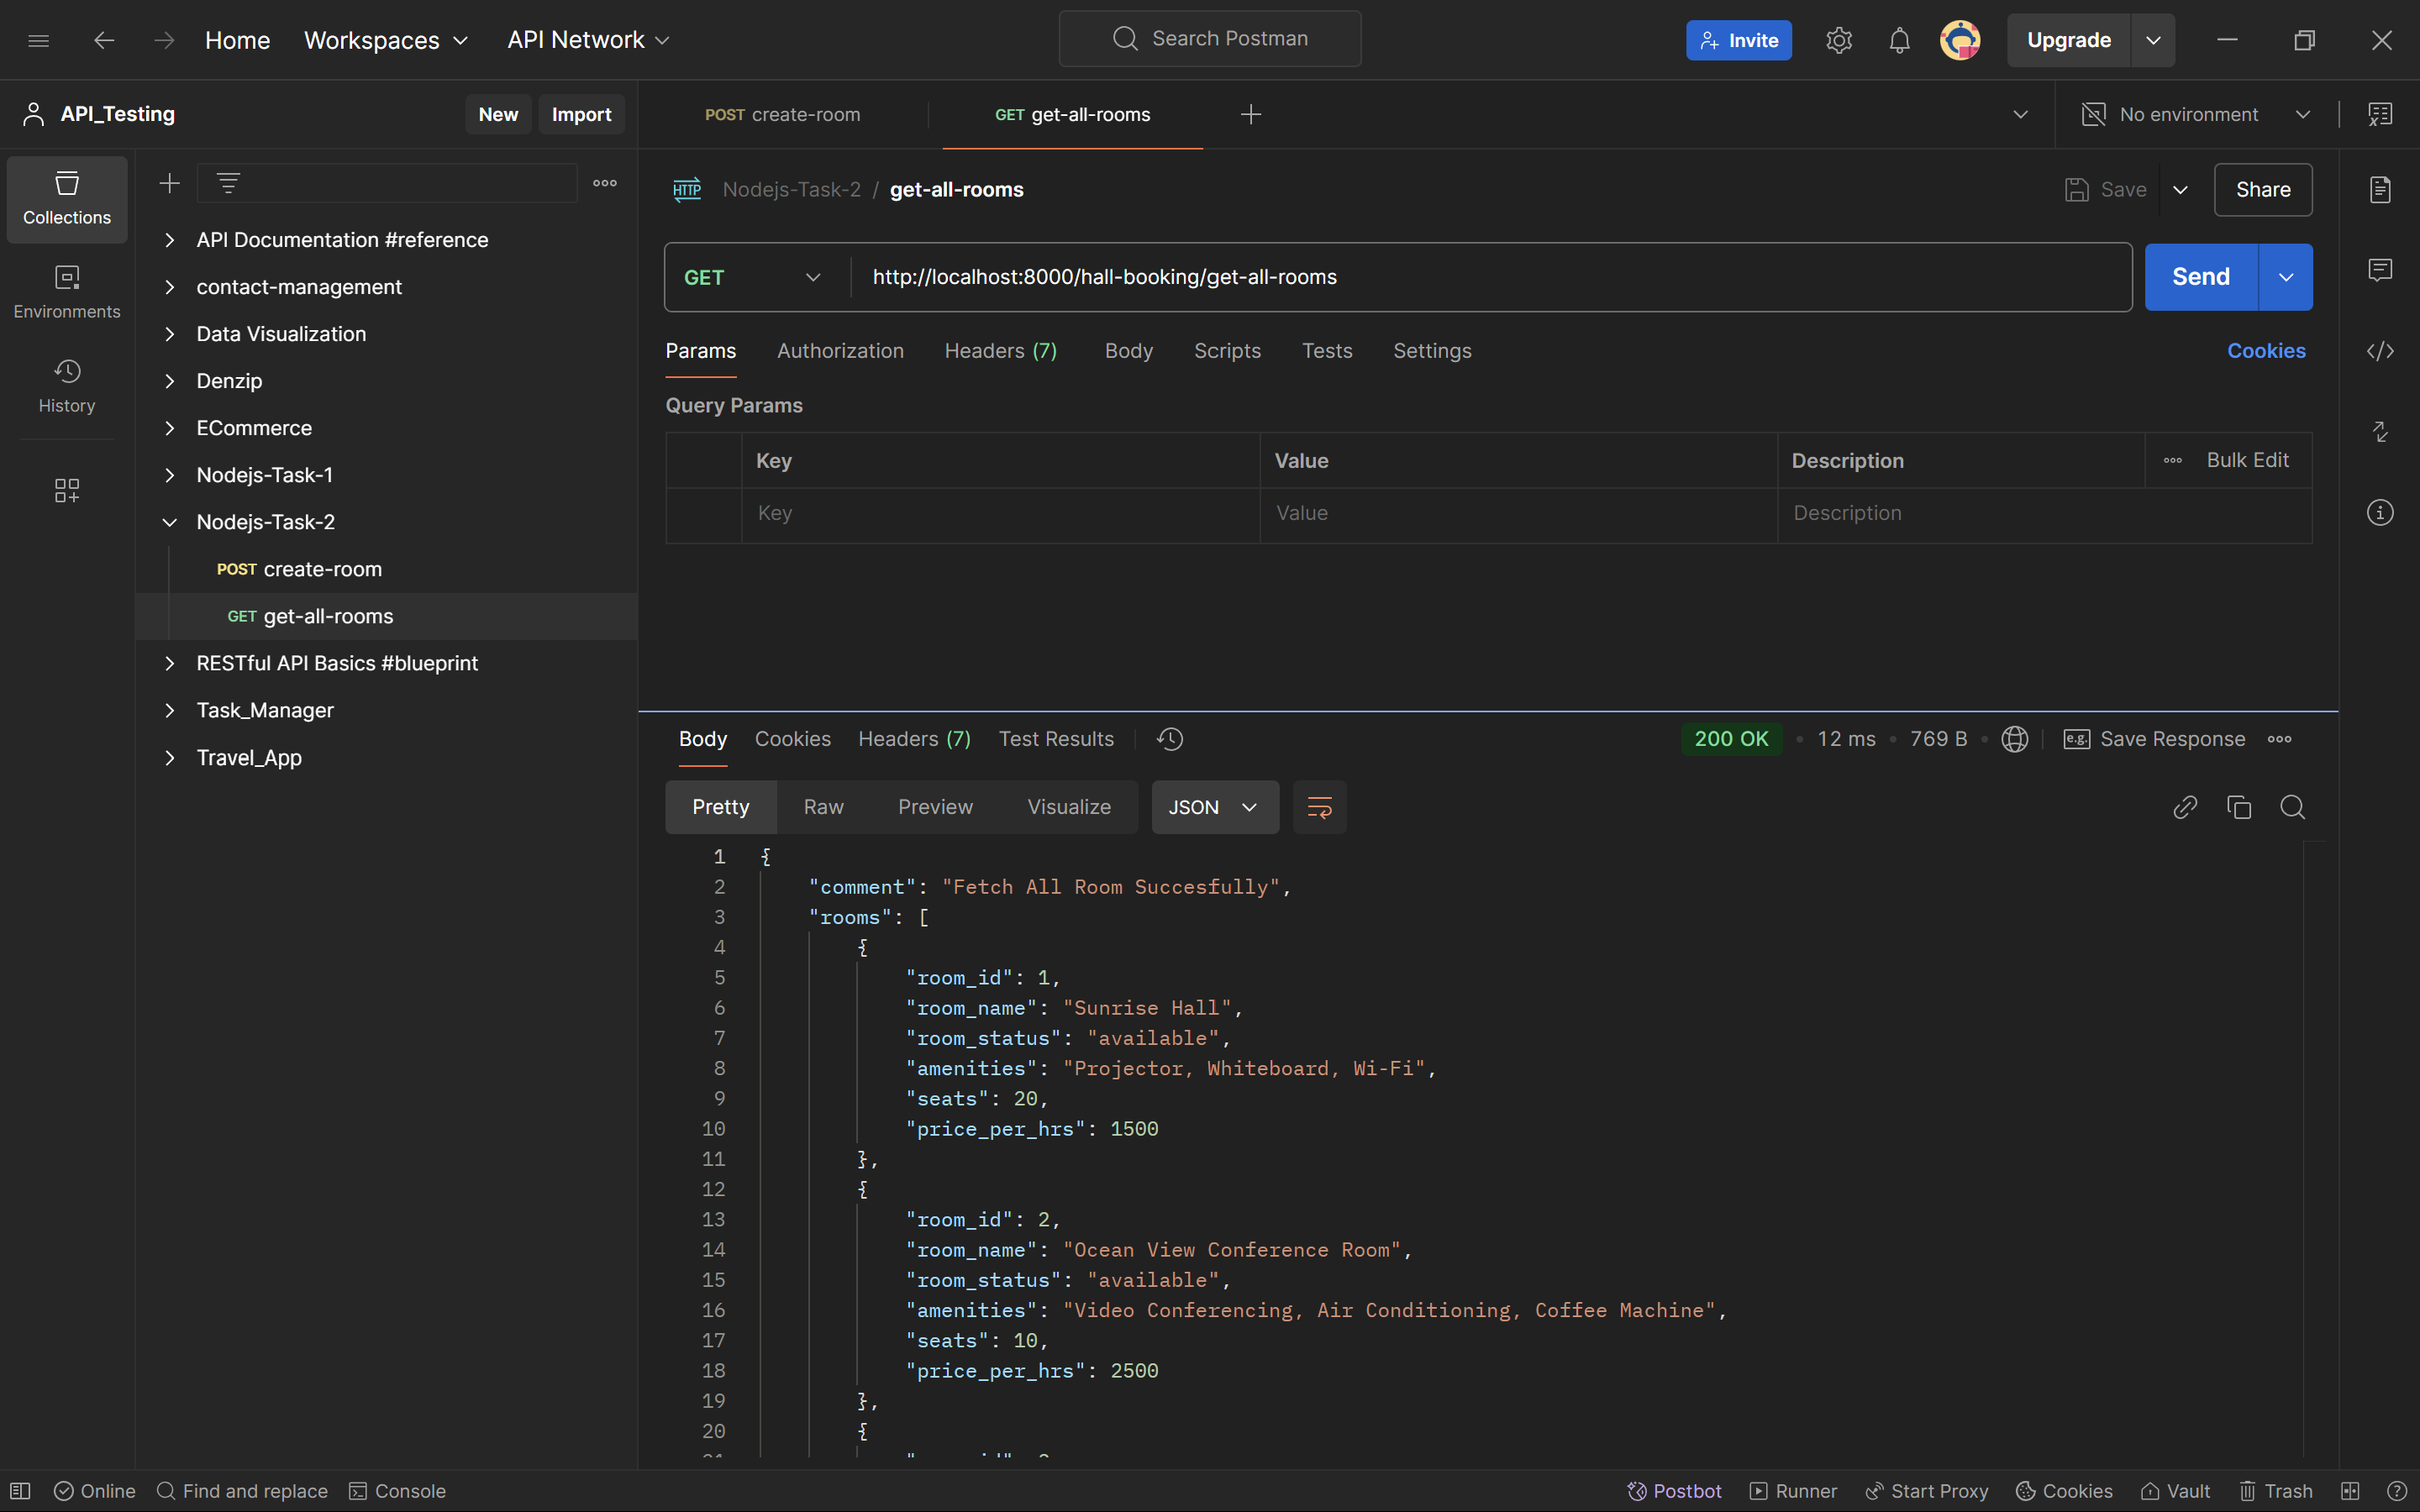 Home Workspaces API Network Search Postman Invite Upgrade
API_Testing New Import POST create-room GET get-all-rooms No environment
Collections
Environments
History
API Documentation #reference
contact-management
Data Visualization
Denzip
ECommerce
Nodejs-Task-1
Nodejs-Task-2
POST create-room
GET get-all-rooms
RESTful API Basics #blueprint
Task_Manager
Travel_App
HTTP Nodejs-Task-2 / get-all-rooms Save Share
GET http://localhost:8000/hall-booking/get-all-rooms Send
Params Authorization Headers (7) Body Scripts Tests Settings Cookies
Query Params
Key Value Description Bulk Edit
Key Value Description
Body Cookies Headers (7) Test Results 200 OK 12 ms 769 B e.g. Save Response
Pretty Raw Preview Visualize JSON
1 {
2 "comment": "Fetch All Room Succesfully",
3 "rooms": [
4 {
5 "room_id": 1,
6 "room_name": "Sunrise Hall",
7 "room_status": "available",
8 "amenities": "Projector, Whiteboard, Wi-Fi",
9 "seats": 20,
10 "price_per_hrs": 1500
11 },
12 {
13 "room_id": 2,
14 "room_name": "Ocean View Conference Room",
15 "room_status": "available",
16 "amenities": "Video Conferencing, Air Conditioning, Coffee Machine",
17 "seats": 10,
18 "price_per_hrs": 2500
19 },
20 {
Online Find and replace Console Postbot Runner Start Proxy Cookies Vault Trash